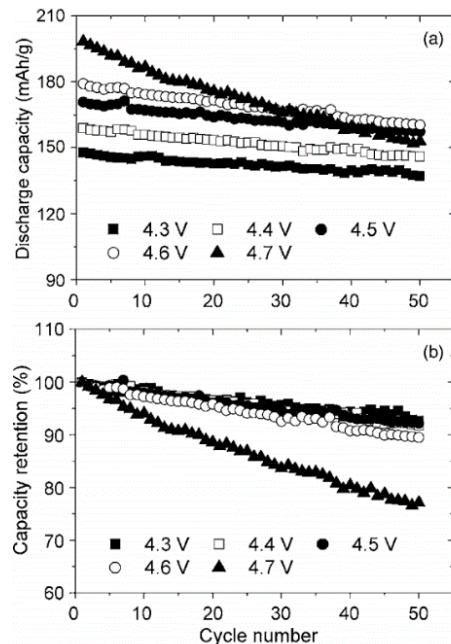 210
180
150
120
90
Discharge capacity (mAh/g)
(a)
4.3 V 4.4 V 4.5 V
4.6 V 4.7 V
0 10 20 30 40 50
110
100
90
80
70
60
Capacity retention (%)
(b)
4.3 V 4.4 V 4.5 V
4.6 V 4.7 V
0 10 20 30 40 50
Cycle number